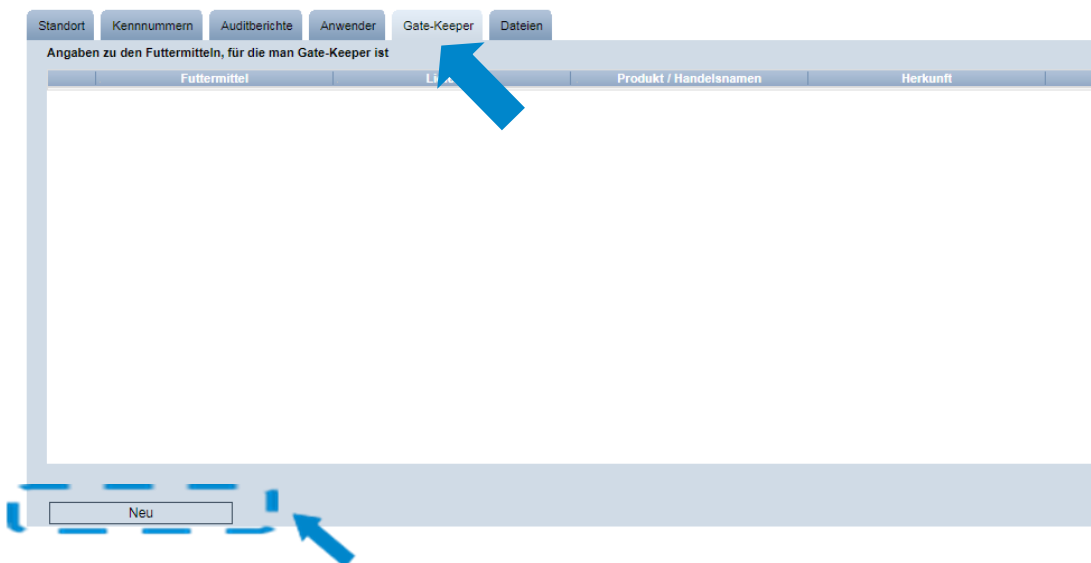 Standort Kennnummern Auditberichte Anwender Gate-Keeper Dateien
Angaben zu den Futtermitteln, für die man Gate-Keeper ist
Futtermittel Produkt / Handelsnamen Herkunft
Neu